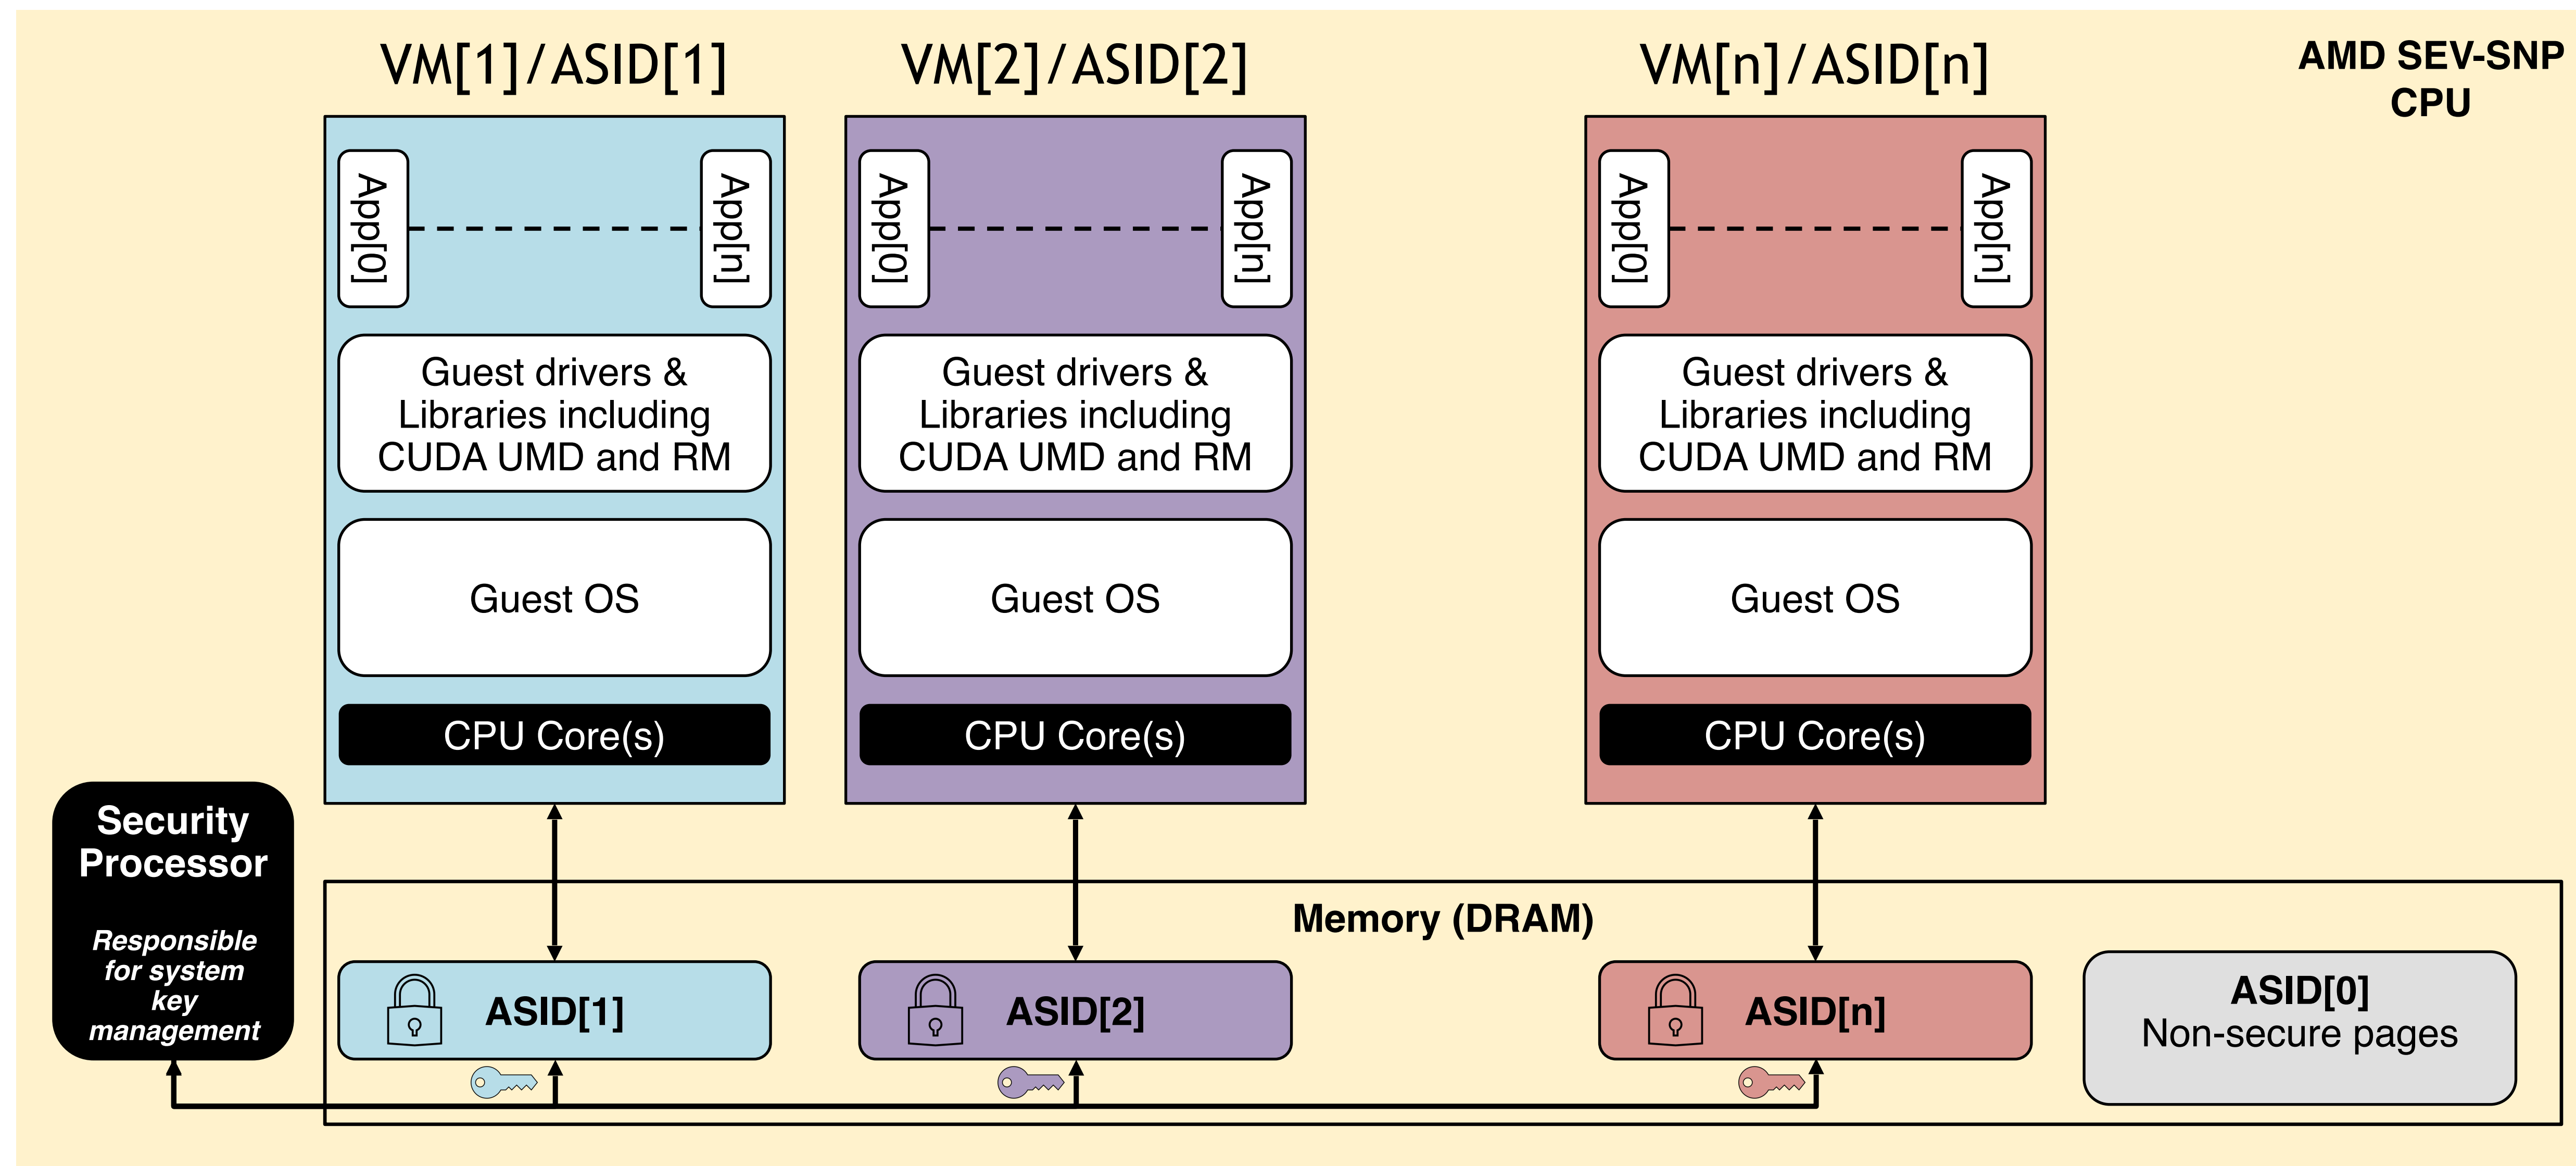 VM[1]/ASID[1]
VM[2]/ASID[2]
VM[n]/ASID[n]
AMD SEV-SNP
CPU
App[0]
App[n]
App[0]
App[n]
App[0]
App[n]
Guest drivers &
Libraries including
CUDA UMD and RM
Guest drivers &
Libraries including
CUDA UMD and RM
Guest drivers &
Libraries including
CUDA UMD and RM
Guest OS
Guest OS
Guest OS
CPU Core(s)
CPU Core(s)
CPU Core(s)
Security
Processor
Responsible
for system
key
management
Memory (DRAM)
ASID[1]
ASID[2]
ASID[n]
ASID[0]
Non-secure pages